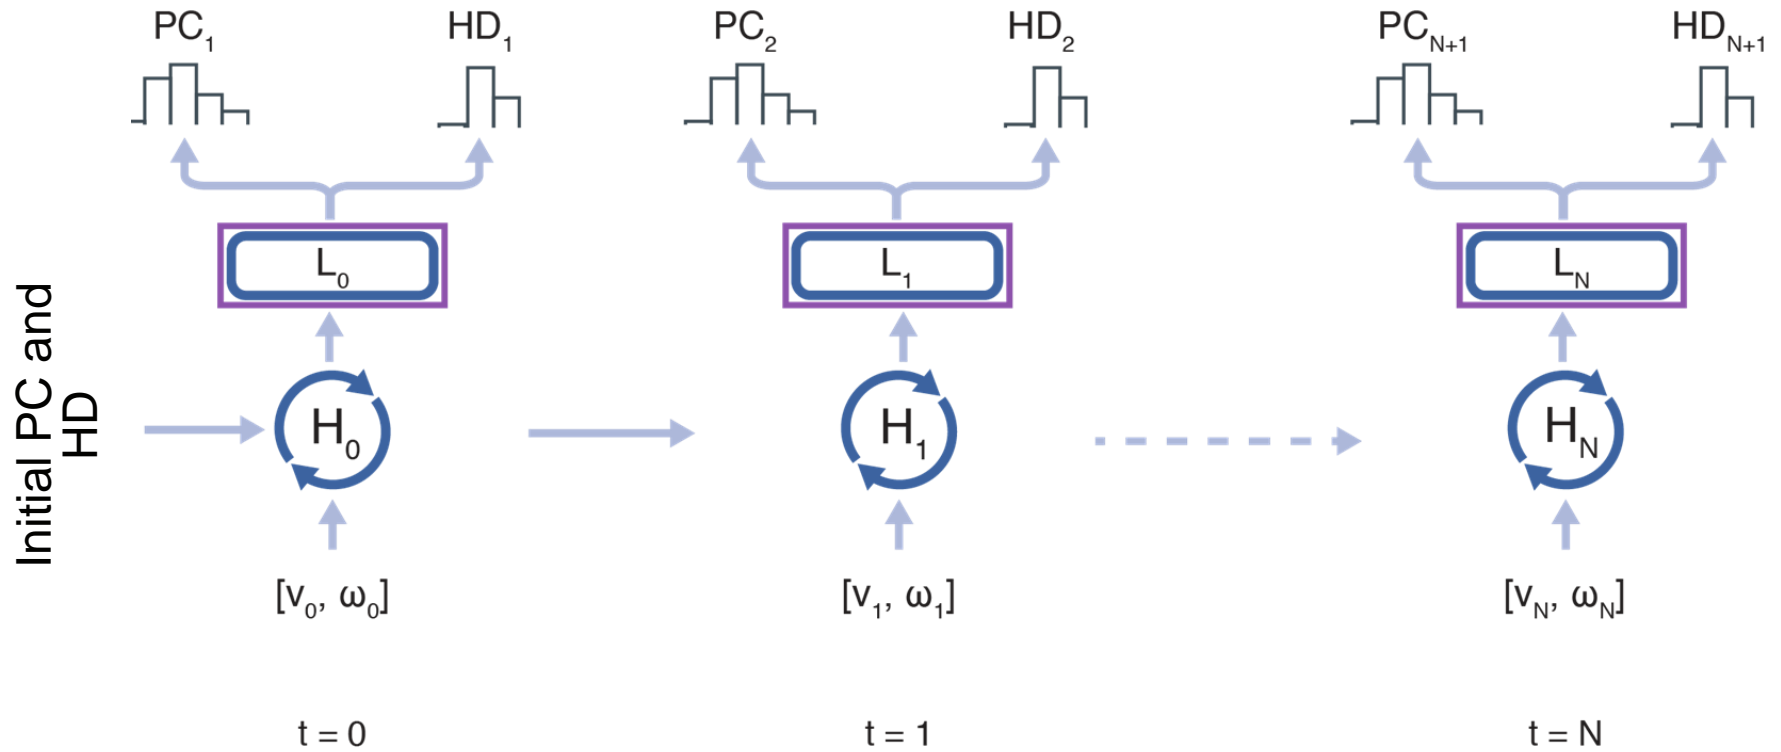 PC1 HD1 PC2 HD2 PCN+1 HDN+1
L0 L1 LN
Initial PC and
HD
H0 H1 HN
[v0, ω0] [v1, ω1] [vN, ωN]
t = 0 t = 1 t = N